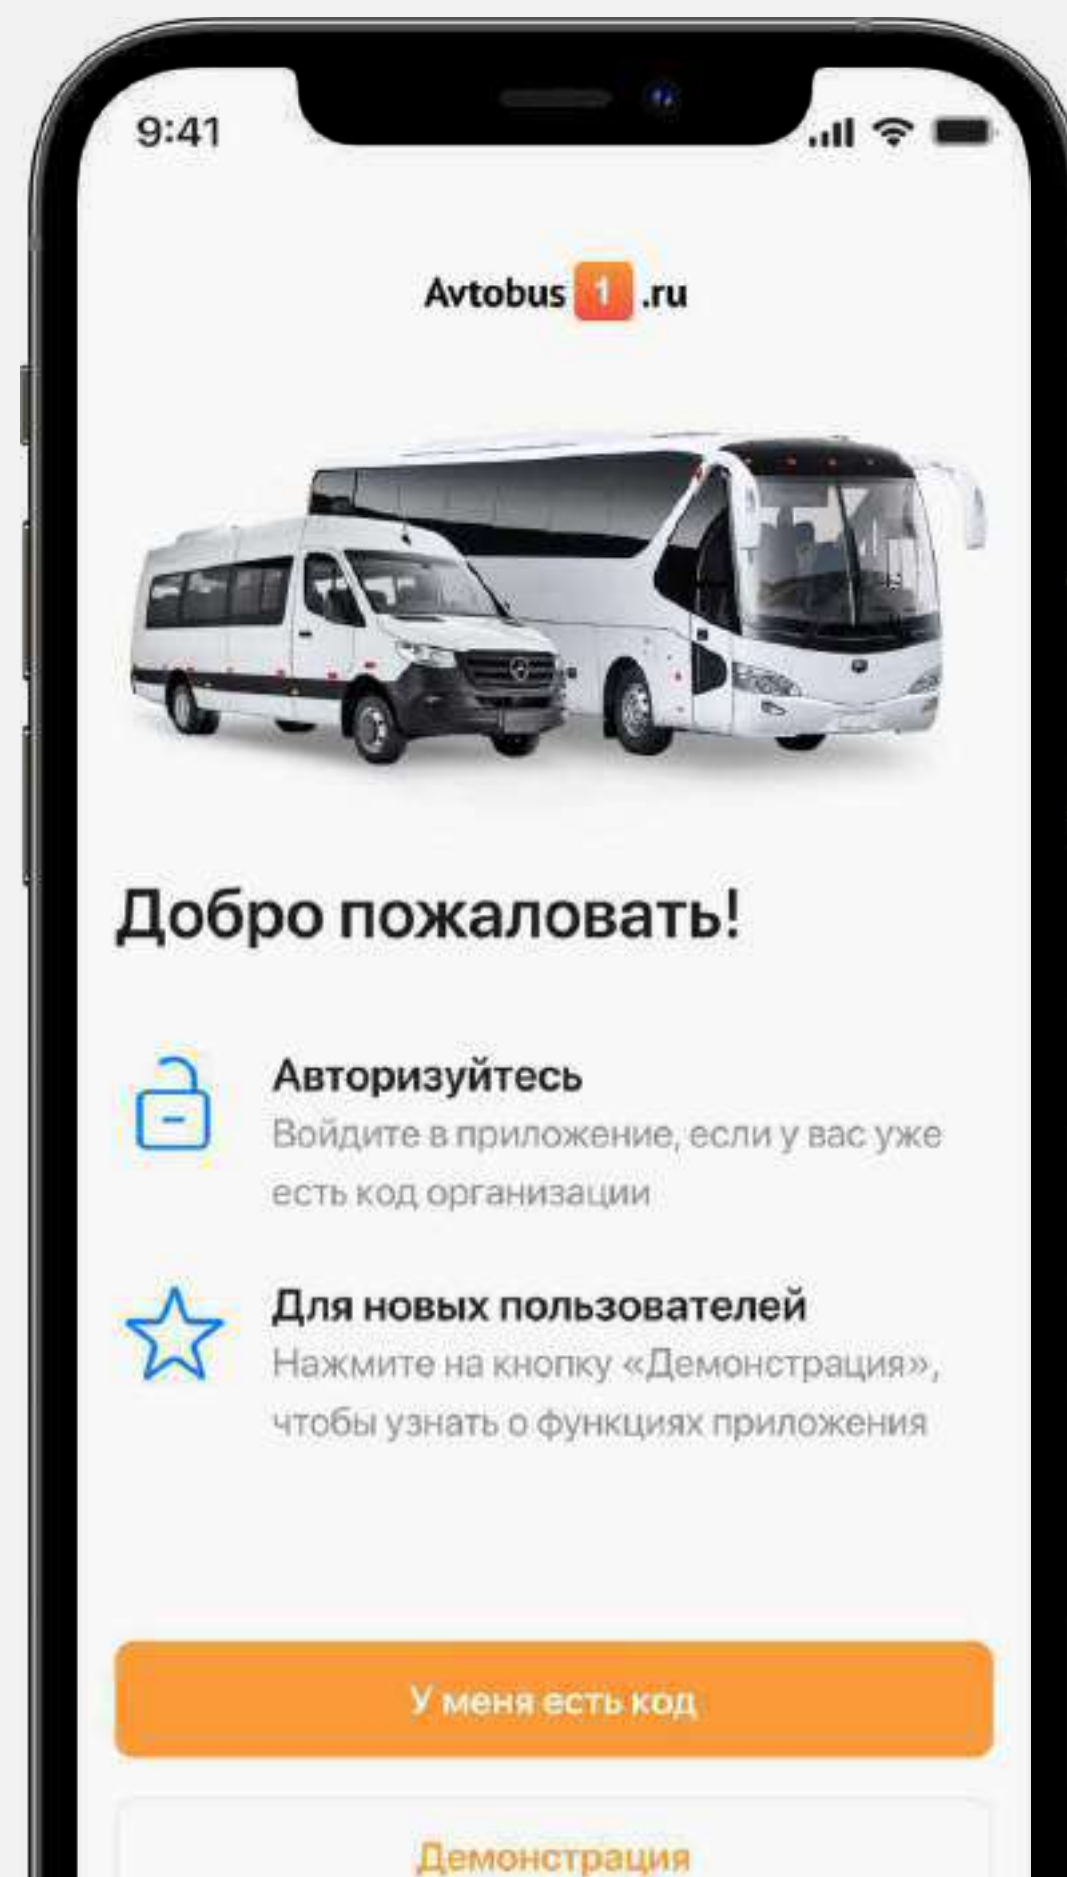 9:41
Avtobus 1 .ru
Добро пожаловать!
Авторизуйтесь
Войдите в приложение, если у вас уже
есть код организации
Для новых пользователей
Нажмите на кнопку «Демонстрация»,
чтобы узнать о функциях приложения
У меня есть код
Демонстрация